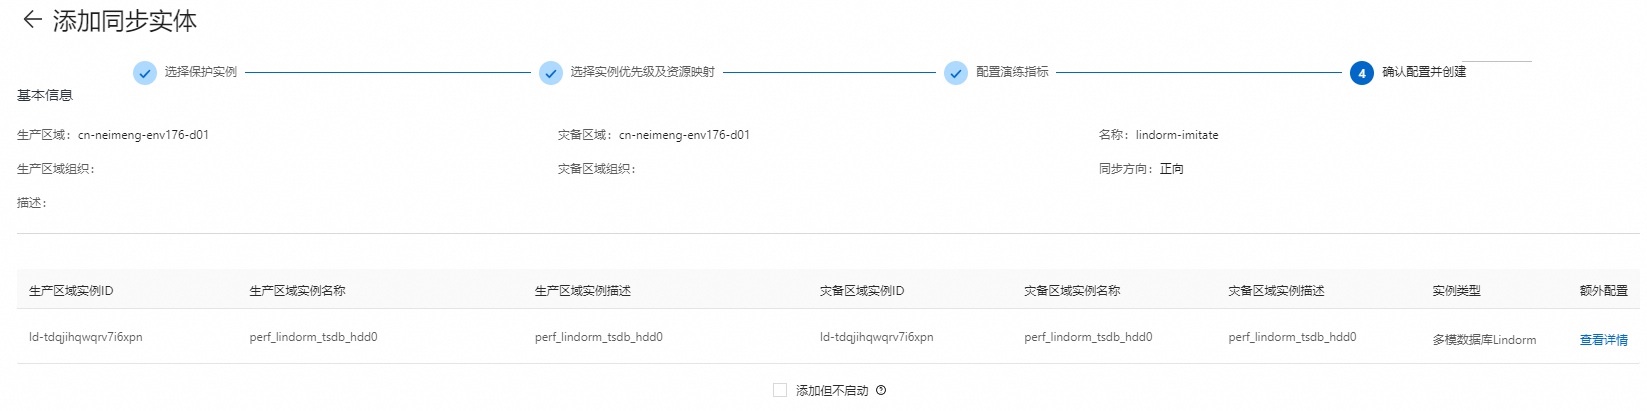 添加同步实体
选择保护实例 选择实例优先级及资源映射 配置演练指标 4 确认配置并创建
基本信息
生产区域: cn-neimeng-env176-d01 灾备区域: cn-neimeng-env176-d01 名称: lindorm-imitate
生产区域组织: 灾备区域组织: 同步方向: 正向
描述:
生产区域实例ID 生产区域实例名称 生产区域实例描述 灾备区域实例ID 灾备区域实例名称 灾备区域实例描述 实例类型 额外配置
ld-tdqjihqwqrv7i6xpn perf_lindorm_tsdb_hdd0 perf_lindorm_tsdb_hdd0 ld-tdqjihqwqrv7i6xpn perf_lindorm_tsdb_hdd0 perf_lindorm_tsdb_hdd0 多模数据库Lindorm 查看详情
添加但不启动